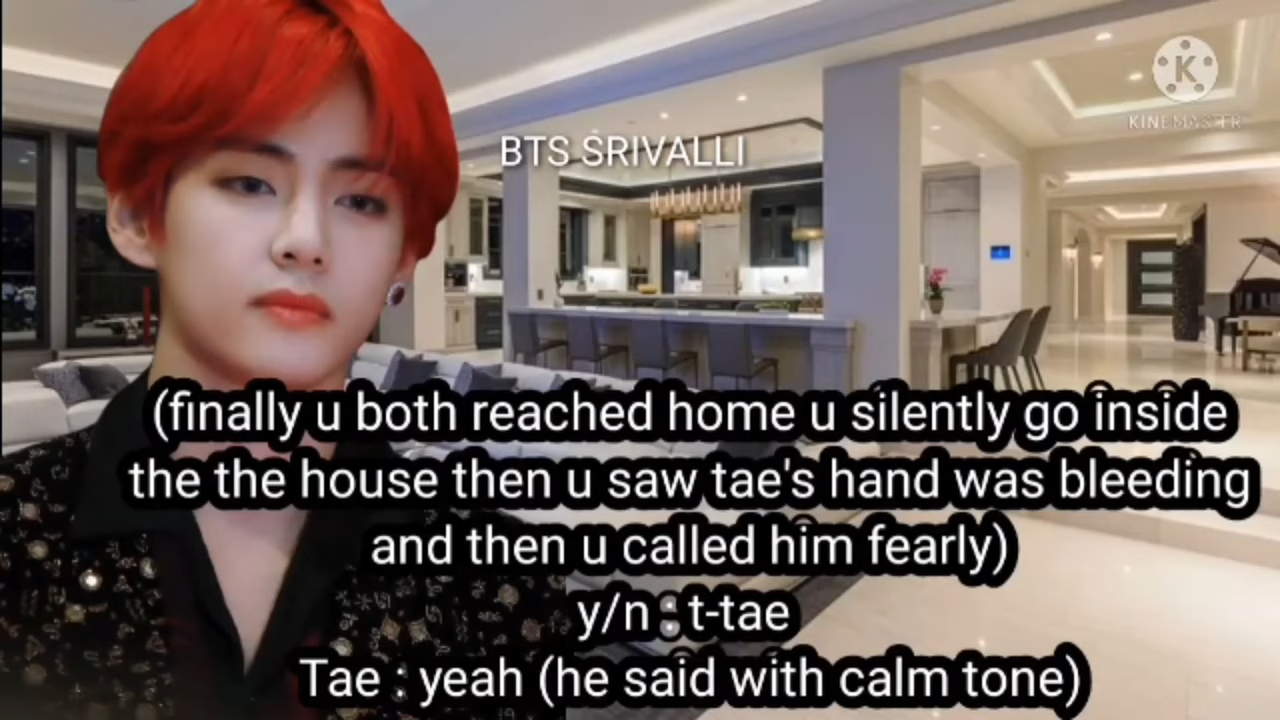 K
KINEMASTER
BTS SRIVALLI
(finally u both reached home u silently go inside
the the house then u saw tae's hand was bleeding
and then u called him fearly)
y/n : t-tae
Tae : yeah (he said with calm tone)